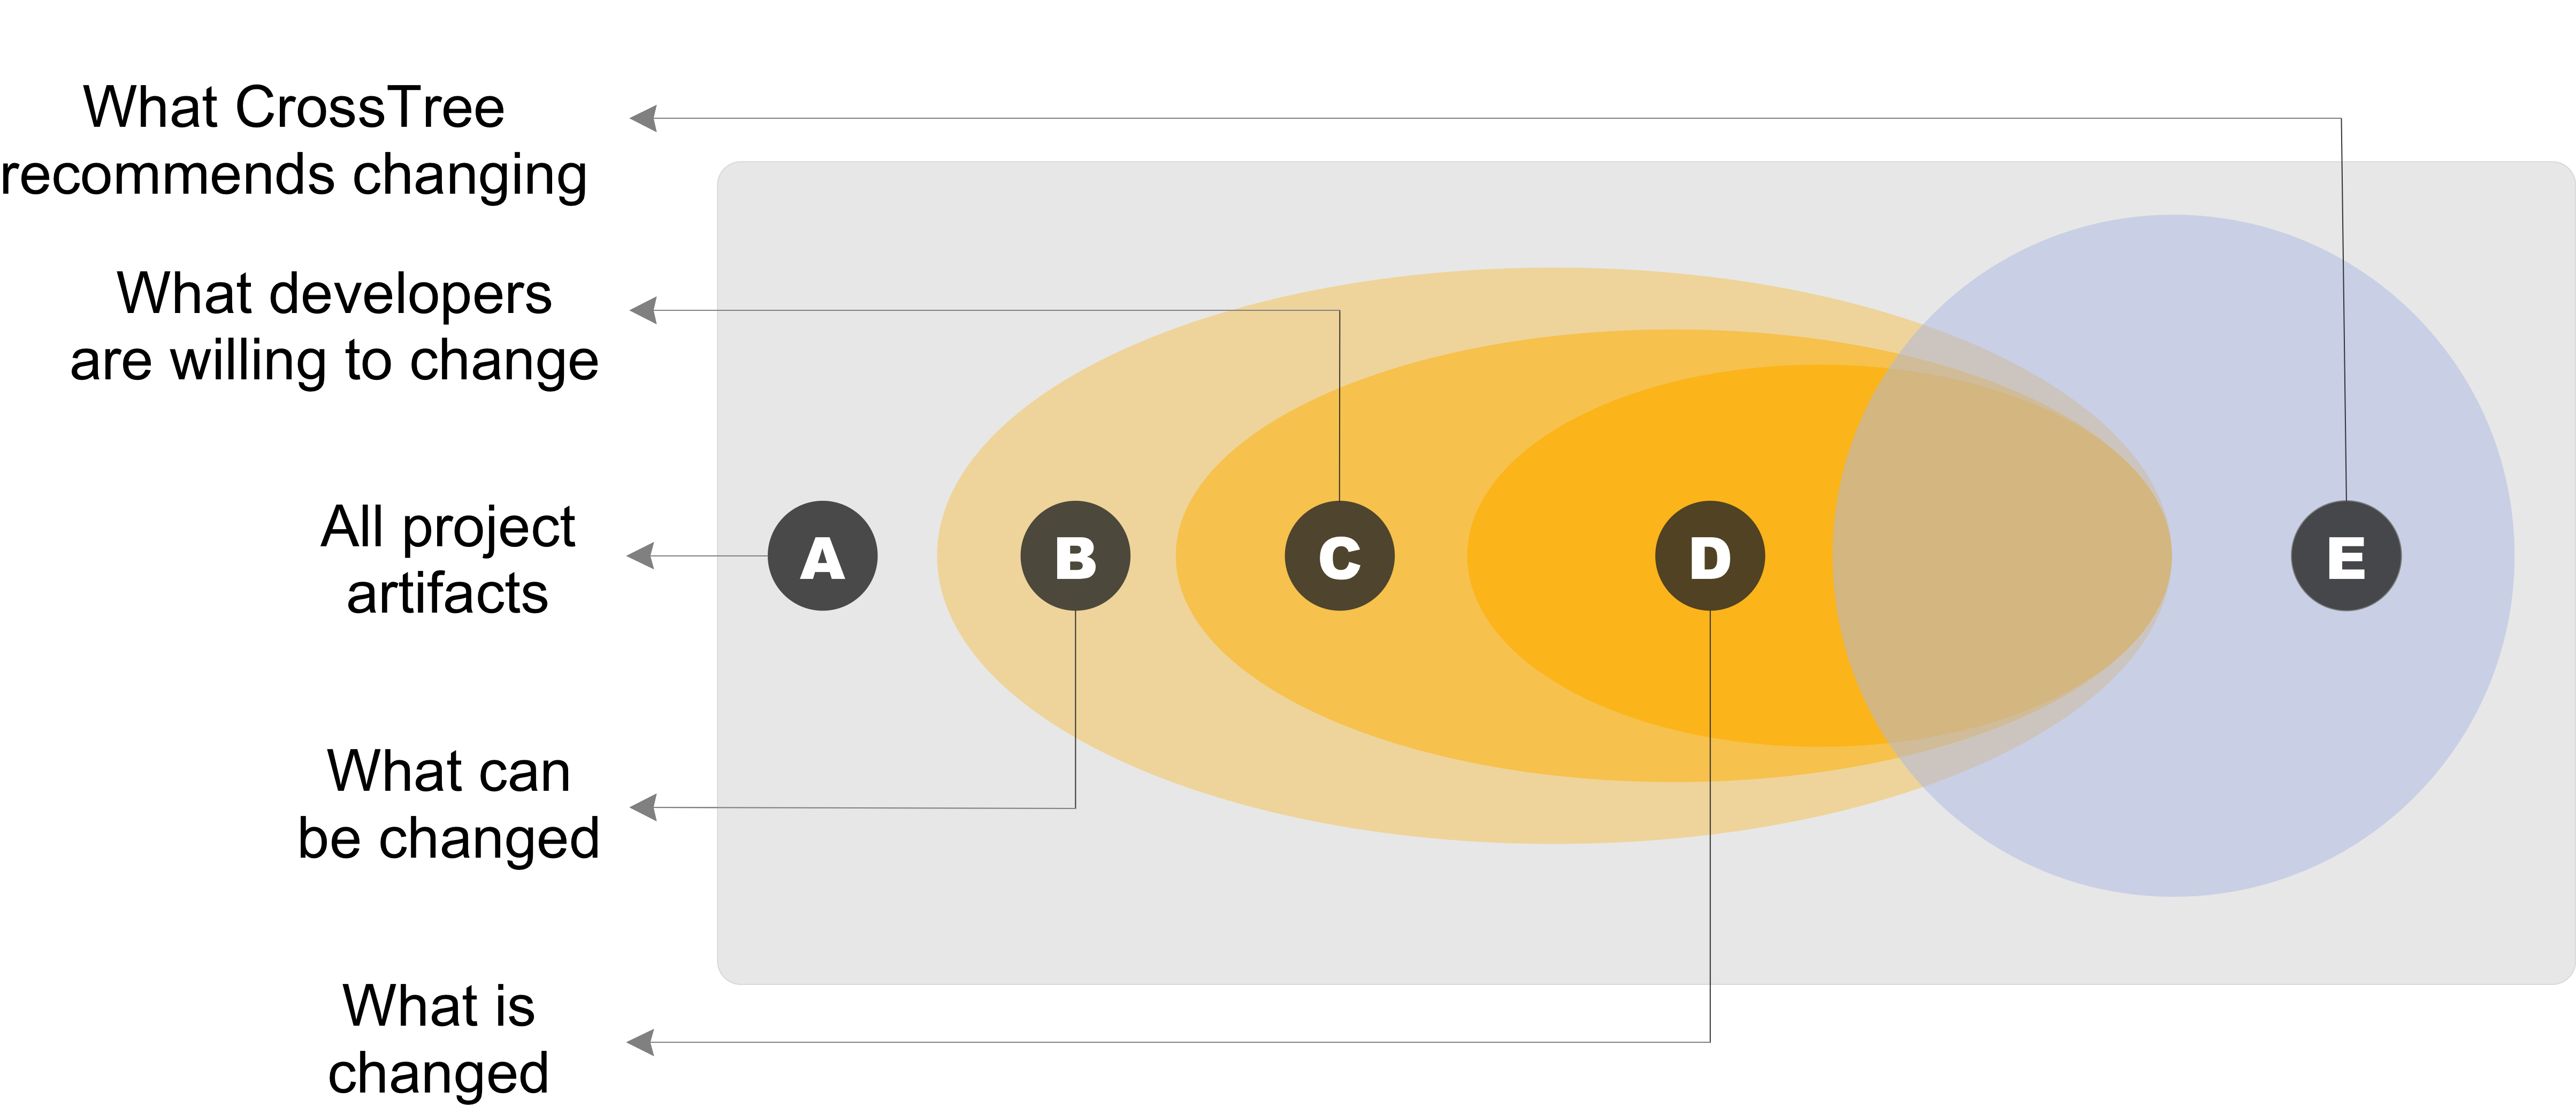 What CrossTree
recommends changing
What developers
are willing to change
All project
artifacts
A
B
C
D
E
What can
be changed
What is
changed